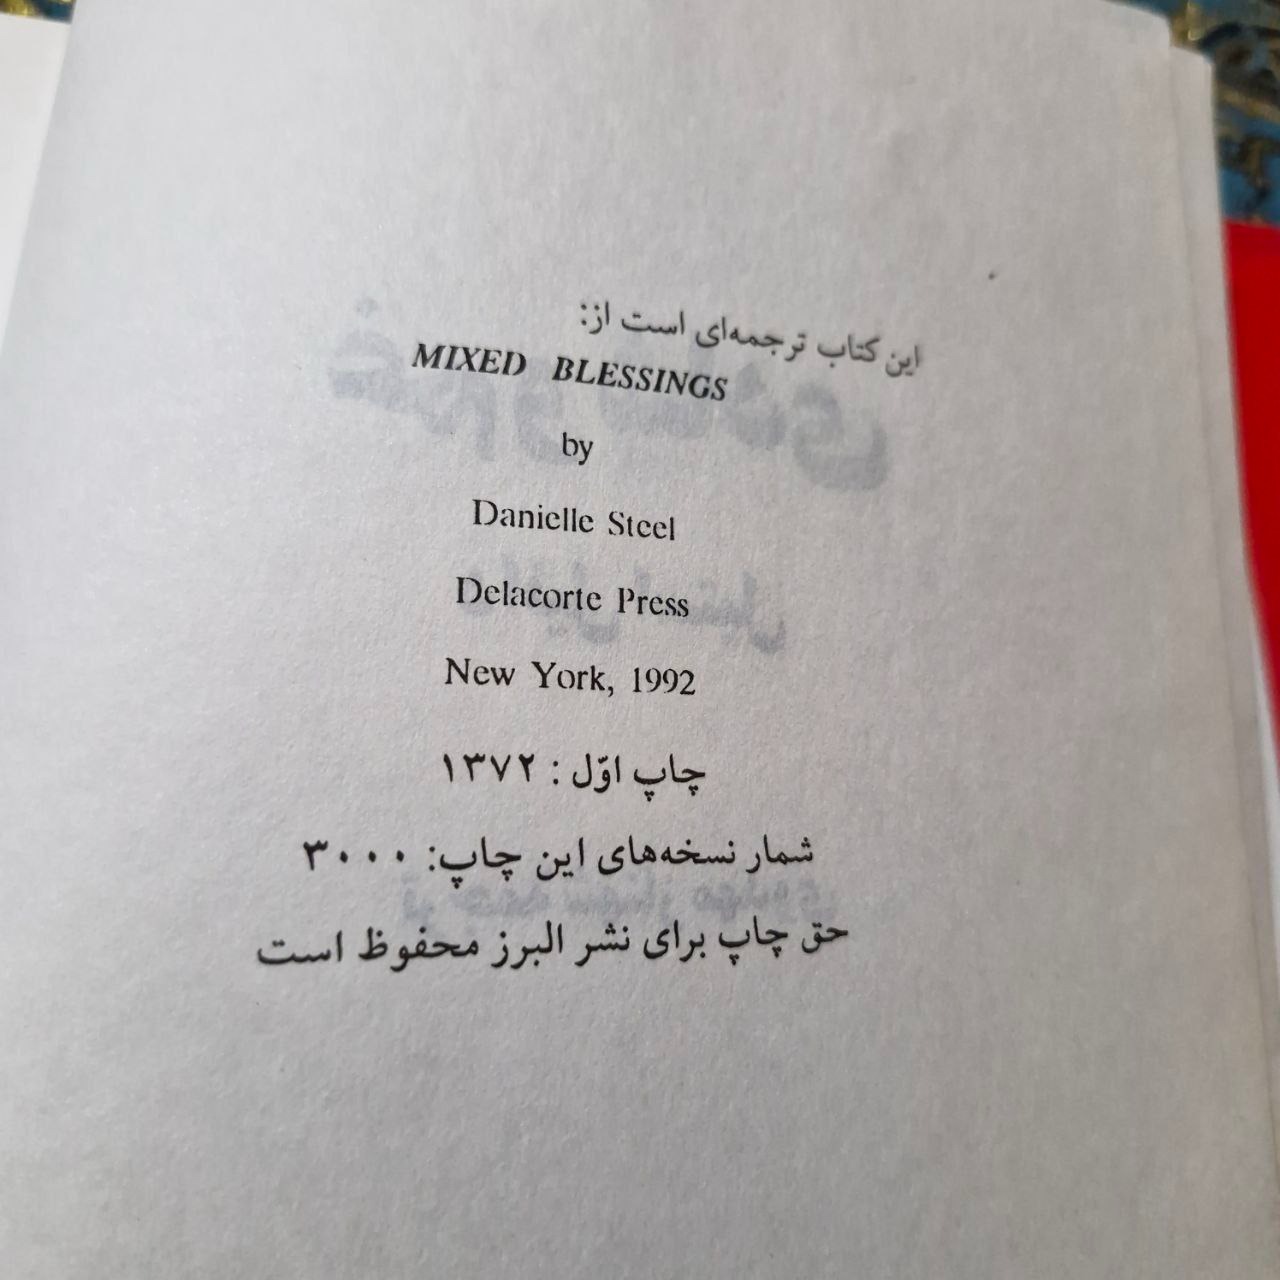 این کتاب ترجمه‌ای است از:
MIXED BLESSINGS
by
Danielle Steel
Delacorte Press
New York, 1992
چاپ اوّل : ۱۳۷۲
شمار نسخه‌های این چاپ: ۳۰۰۰
حق چاپ برای نشر البرز محفوظ است